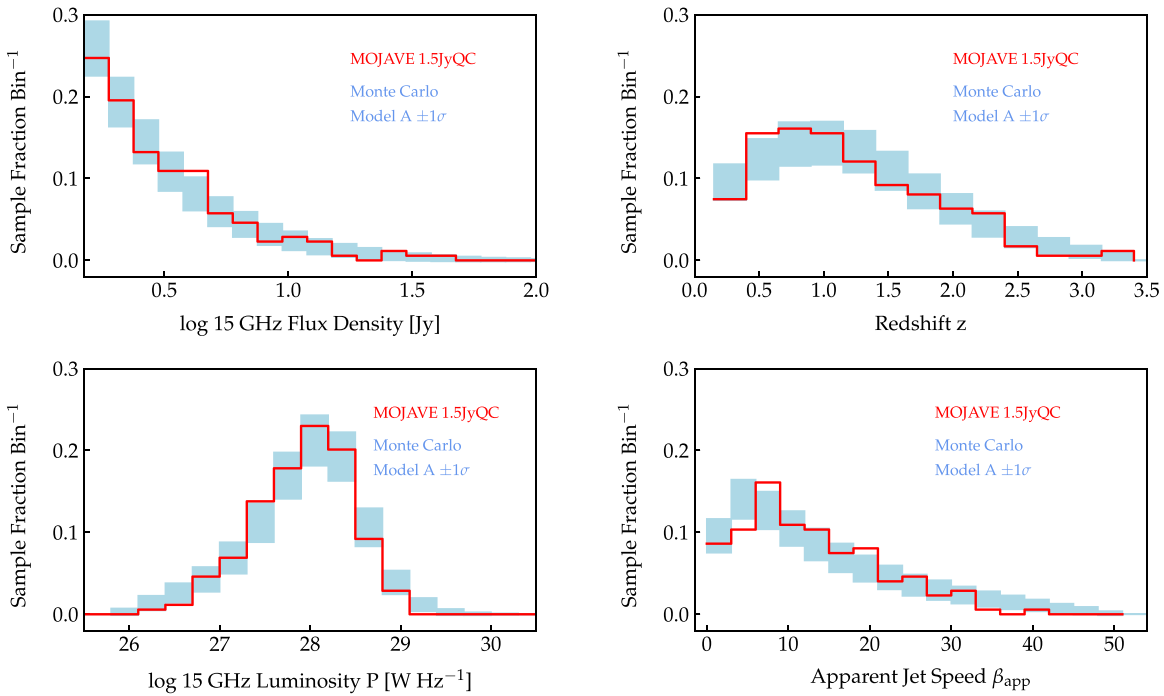 0.3
0.2
0.1
0.0
Sample Fraction Bin−1
MOJAVE 1.5JyQC
Monte Carlo
Model A ±1σ
0.5 1.0 1.5 2.0
log 15 GHz Flux Density [Jy]
0.3
0.2
0.1
0.0
Sample Fraction Bin−1
MOJAVE 1.5JyQC
Monte Carlo
Model A ±1σ
0.0 0.5 1.0 1.5 2.0 2.5 3.0 3.5
Redshift z
0.3
0.2
0.1
0.0
Sample Fraction Bin−1
MOJAVE 1.5JyQC
Monte Carlo
Model A ±1σ
26 27 28 29 30
log 15 GHz Luminosity P [W Hz−1]
0.3
0.2
0.1
0.0
Sample Fraction Bin−1
MOJAVE 1.5JyQC
Monte Carlo
Model A ±1σ
0 10 20 30 40 50
Apparent Jet Speed βapp